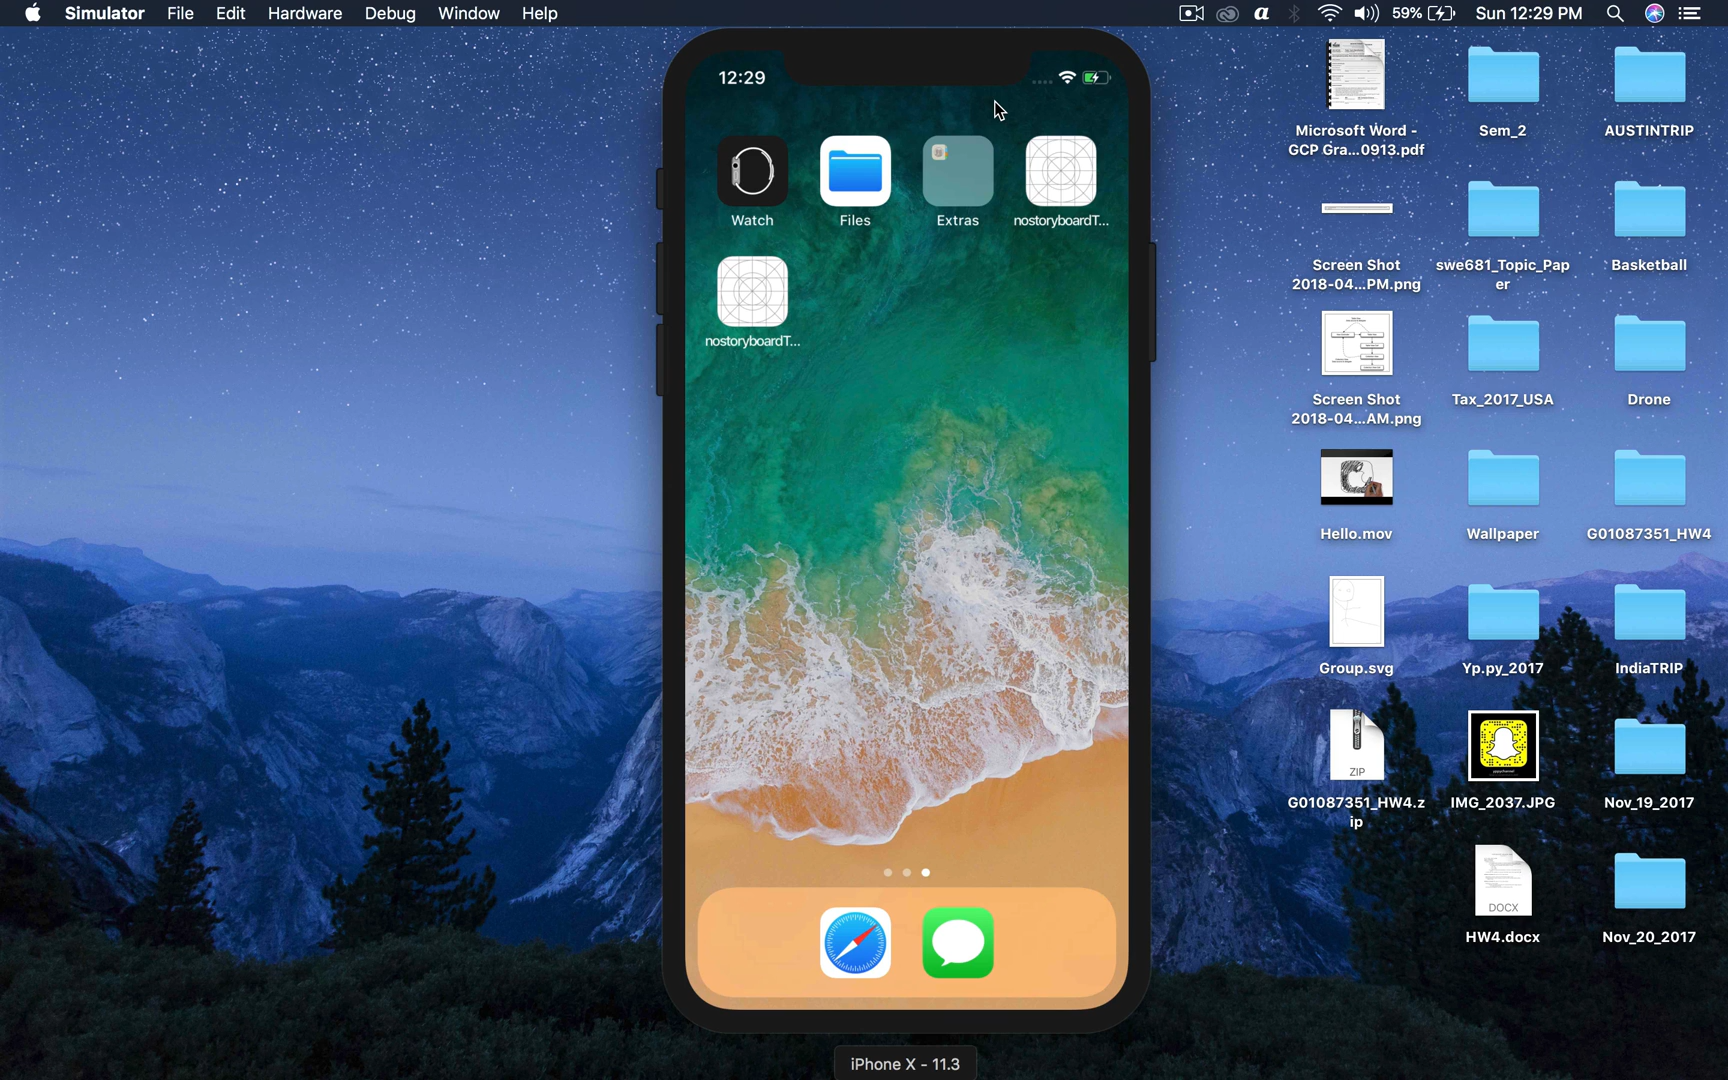 Simulator File Edit Hardware Debug Window Help
a 59% Sun 12:29 PM
12:29
Watch Files Extras nostoryboardT...
nostoryboardT...
iPhone X - 11.3
Microsoft Word -
GCP Gra...0913.pdf
Sem_2
AUSTINTRIP
Screen Shot
2018-04...PM.png
swe681_Topic_Pap
er
Basketball
Screen Shot
2018-04...AM.png
Tax_2017_USA
Drone
Hello.mov
Wallpaper
G01087351_HW4
Group.svg
Yp.py_2017
IndiaTRIP
ZIP
G01087351_HW4.z
ip
IMG_2037.JPG
Nov_19_2017
DOCX
HW4.docx
Nov_20_2017